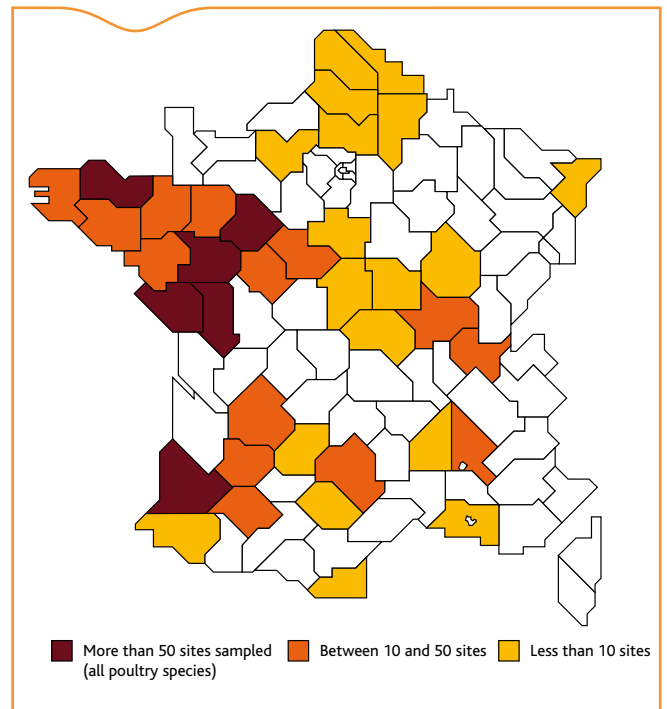 More than 50 sites sampled
(all poultry species)
Between 10 and 50 sites
Less than 10 sites